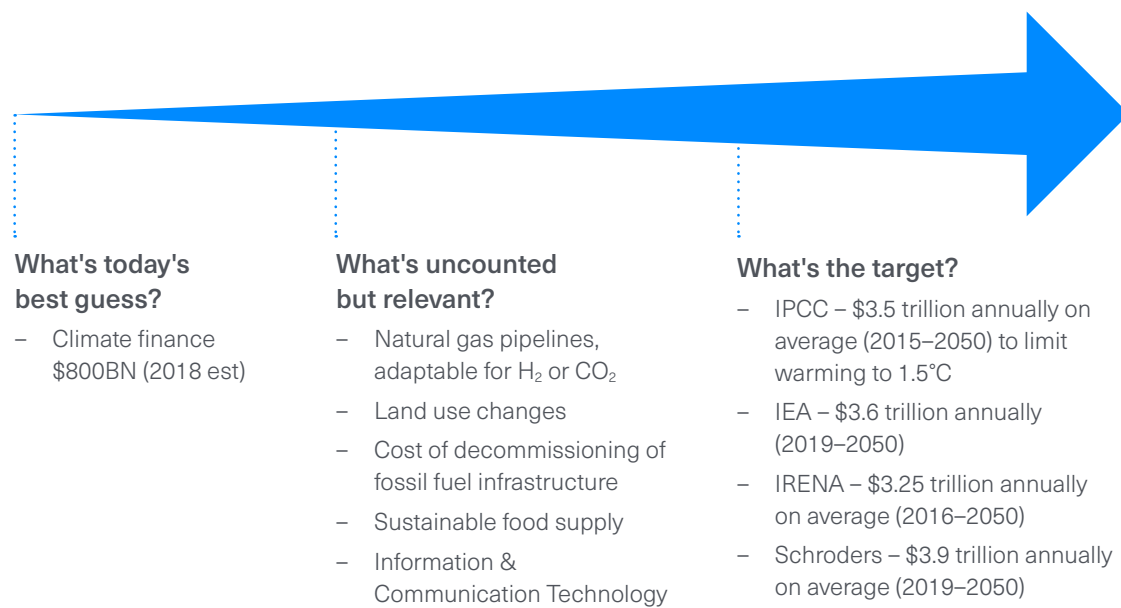 What's today's
best guess?
– Climate finance
$800BN (2018 est)
What's uncounted
but relevant?
– Natural gas pipelines,
adaptable for H₂ or CO₂
– Land use changes
– Cost of decommissioning of
fossil fuel infrastructure
– Sustainable food supply
– Information &
Communication Technology
What's the target?
– IPCC – $3.5 trillion annually on
average (2015–2050) to limit
warming to 1.5°C
– IEA – $3.6 trillion annually
(2019–2050)
– IRENA – $3.25 trillion annually
on average (2016–2050)
– Schroders – $3.9 trillion annually
on average (2019–2050)